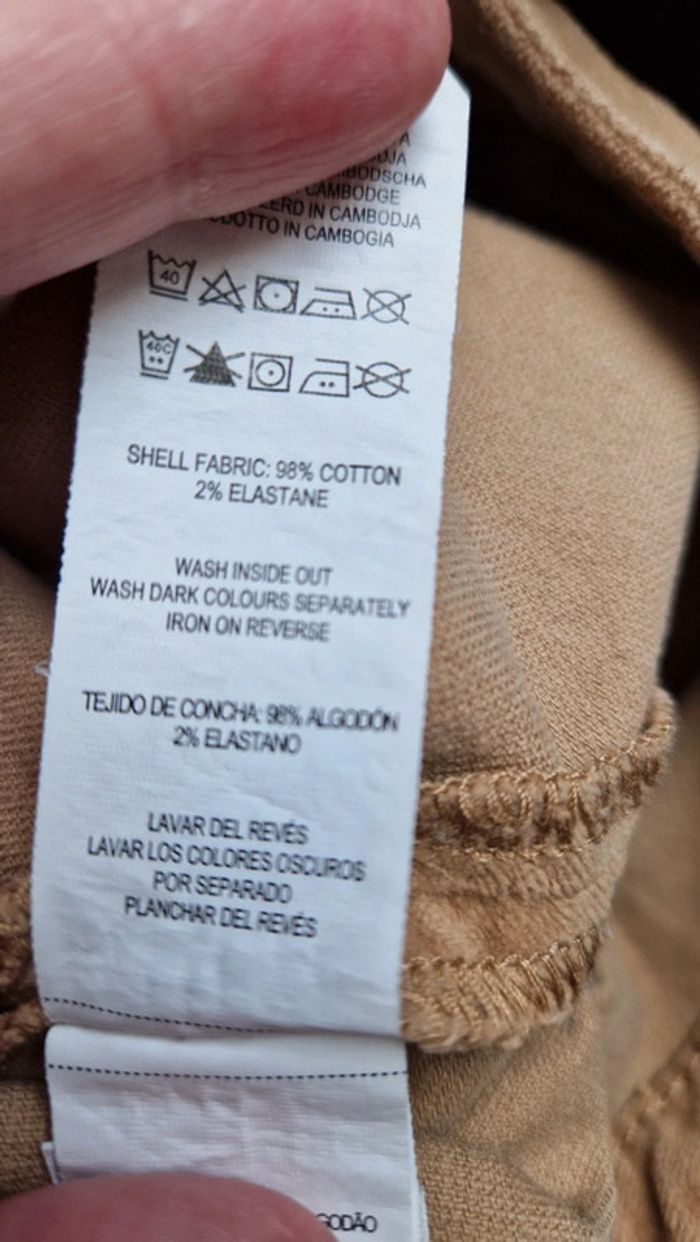 CAMBODGE
IN CAMBODJA
IN CAMBOGIA
40
40C
SHELL FABRIC: 98% COTTON
2% ELASTANE
WASH INSIDE OUT
WASH DARK COLOURS SEPARATELY
IRON ON REVERSE
TEJIDO DE CONCHA: 98% ALGODÓN
2% ELASTANO
LAVAR DEL REVÉS
LAVAR LOS COLORES OSCUROS
POR SEPARADO
PLANCHAR DEL REVÉS